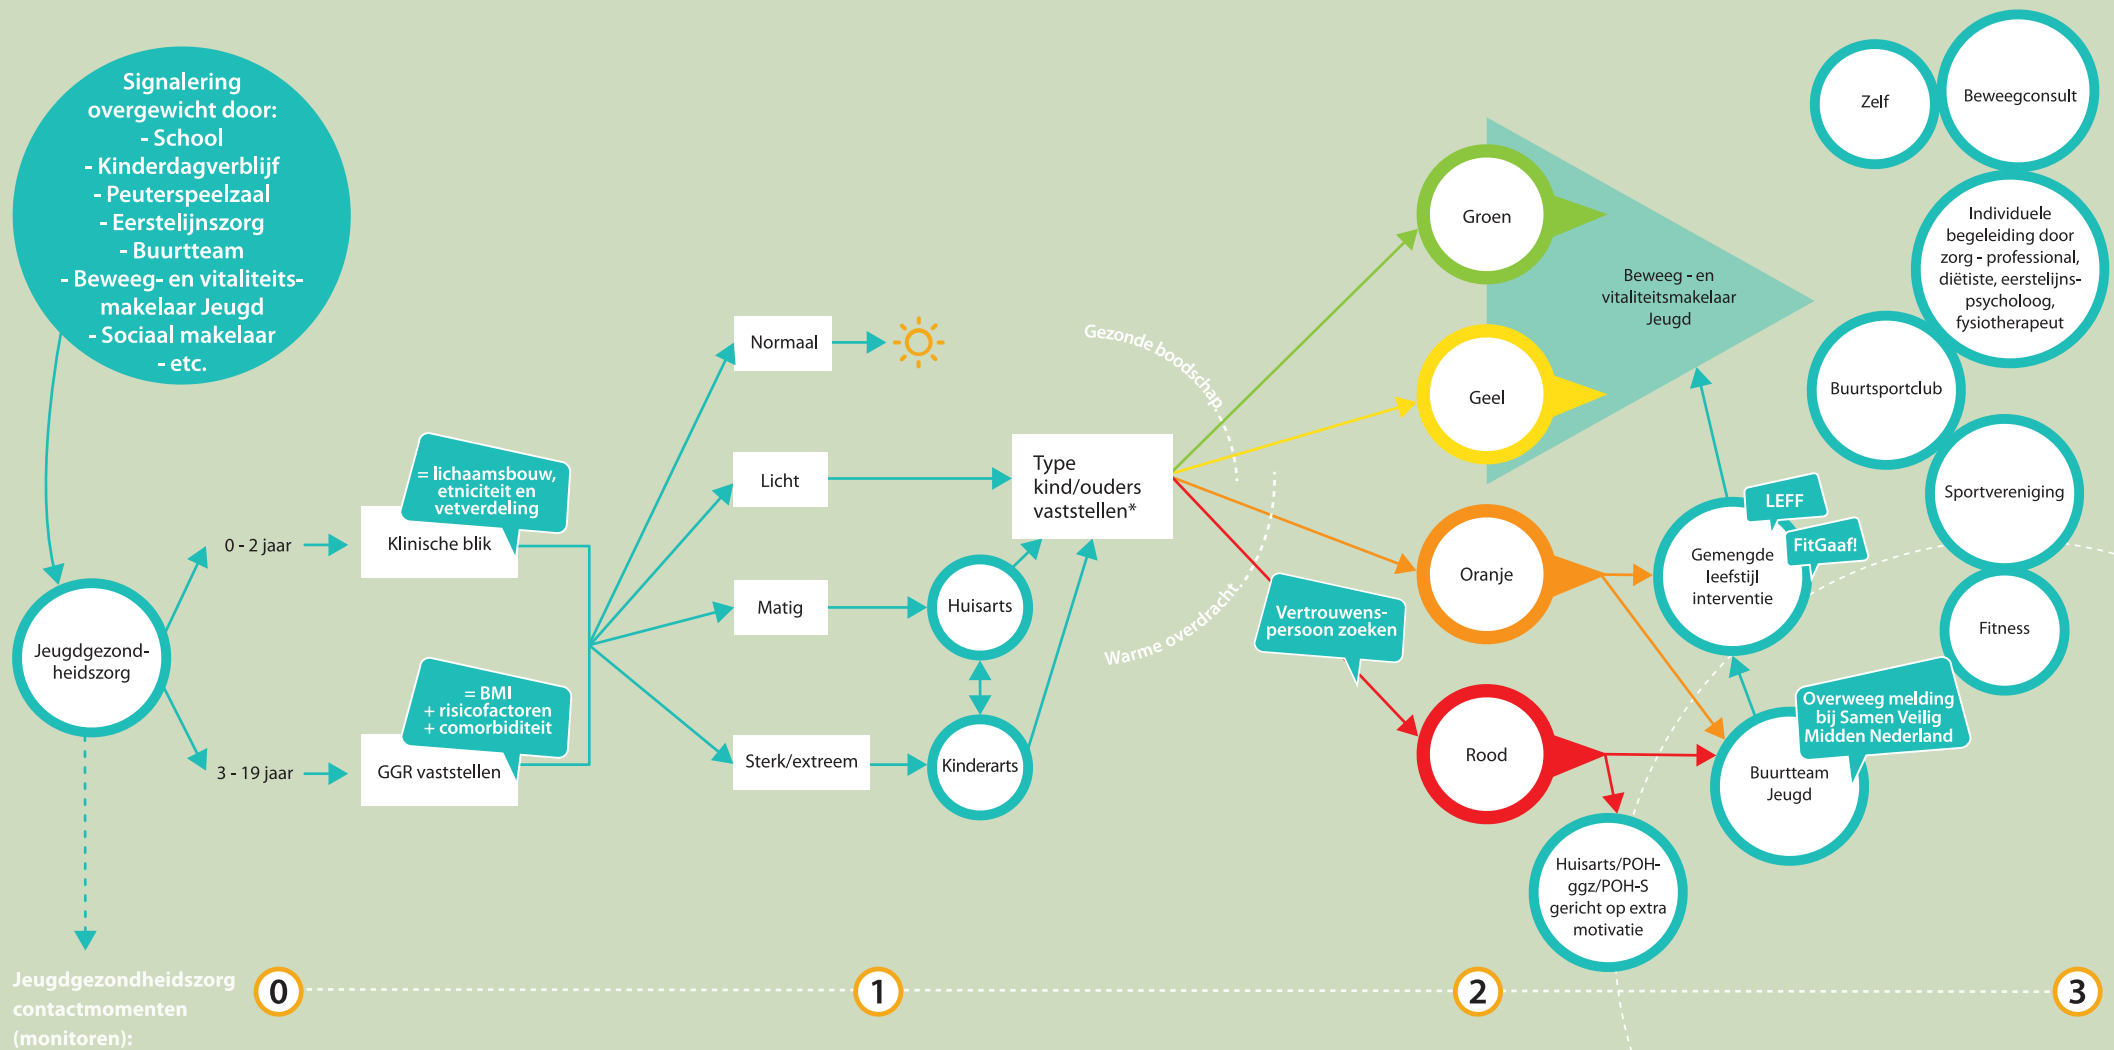 Signalering
overgewicht door:
- School
- Kinderdagverblijf
- Peuterspeelzaal
- Eerstelijnszorg
- Buurtteam
- Beweeg- en vitaliteits-
makelaar Jeugd
- Sociaal makelaar
- etc.
Jeugdgezond-
heidszorg
0 - 2 jaar
3 - 19 jaar
= lichaamsbouw,
etniciteit en
vetverdeling
Klinische blik
= BMI
+ risicofactoren
+ comorbiditeit
GGR vaststellen
Normaal
Licht
Matig
Sterk/extreem
Huisarts
Kinderarts
Type
kind/ouders
vaststellen*
Gezonde boodschap.
Warme overdracht.
Vertrouwens-
persoon zoeken
Groen
Geel
Oranje
Rood
Beweeg - en
vitaliteitsmakelaar
Jeugd
LEFF
FitGaaf!
Gemengde
leefstijl
interventie
Overweeg melding
bij Samen Veilig
Midden Nederland
Buurtteam
Jeugd
Huisarts/POH-
ggz/POH-S
gericht op extra
motivatie
Zelf
Beweegconsult
Individuele
begeleiding door
zorg - professional,
diëtiste, eerstelijns-
psycholoog,
fysiotherapeut
Buurtsportclub
Sportvereniging
Fitness
Jeugdgezondheidszorg
contactmomenten
(monitoren):
0
1
2
3